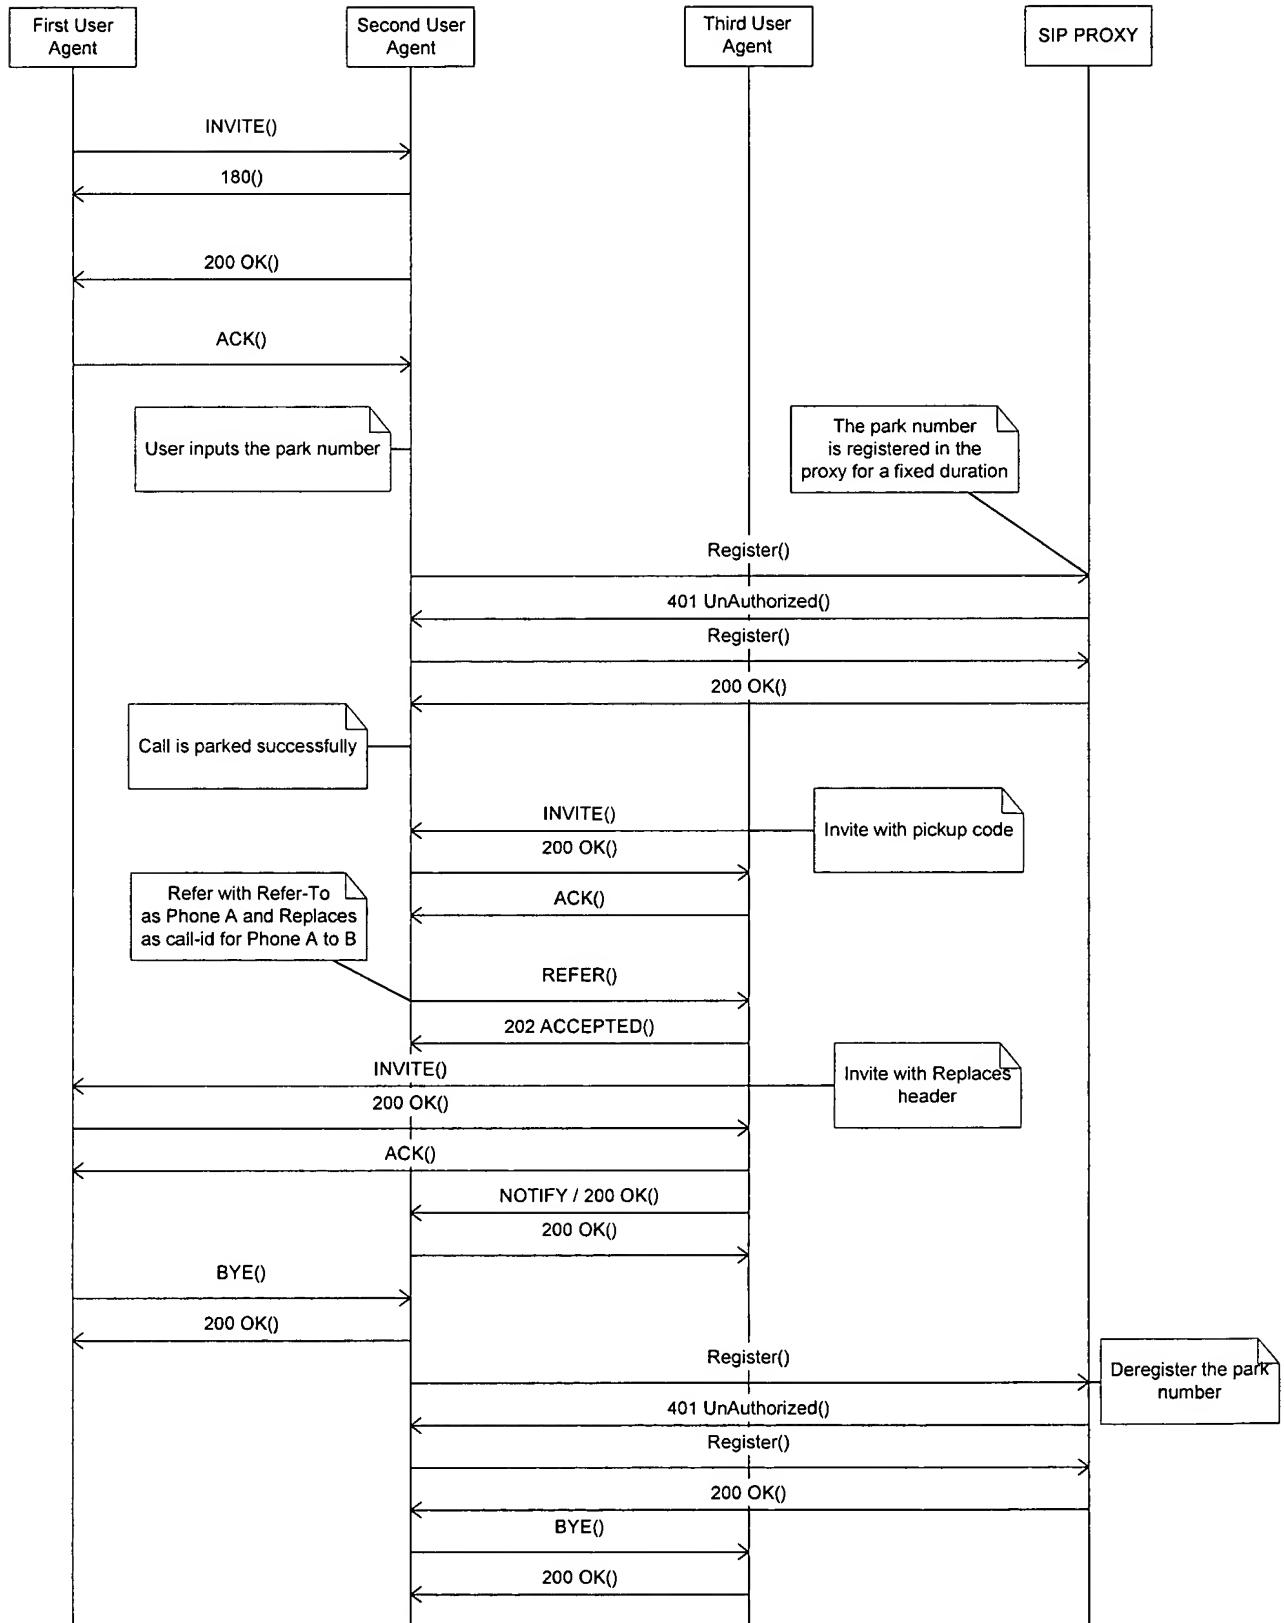 First User
Agent
Second User
Agent
Third User
Agent
SIP PROXY
INVITE()
180()
200 OK()
ACK()
User inputs the park number
The park number
is registered in the
proxy for a fixed duration
Register()
401 UnAuthorized()
Register()
200 OK()
Call is parked successfully
INVITE()
Invite with pickup code
200 OK()
Refer with Refer-To
as Phone A and Replaces
as call-id for Phone A to B
ACK()
REFER()
202 ACCEPTED()
INVITE()
Invite with Replaces
header
200 OK()
ACK()
NOTIFY / 200 OK()
200 OK()
BYE()
200 OK()
Register()
Deregister the park
number
401 UnAuthorized()
Register()
200 OK()
BYE()
200 OK()